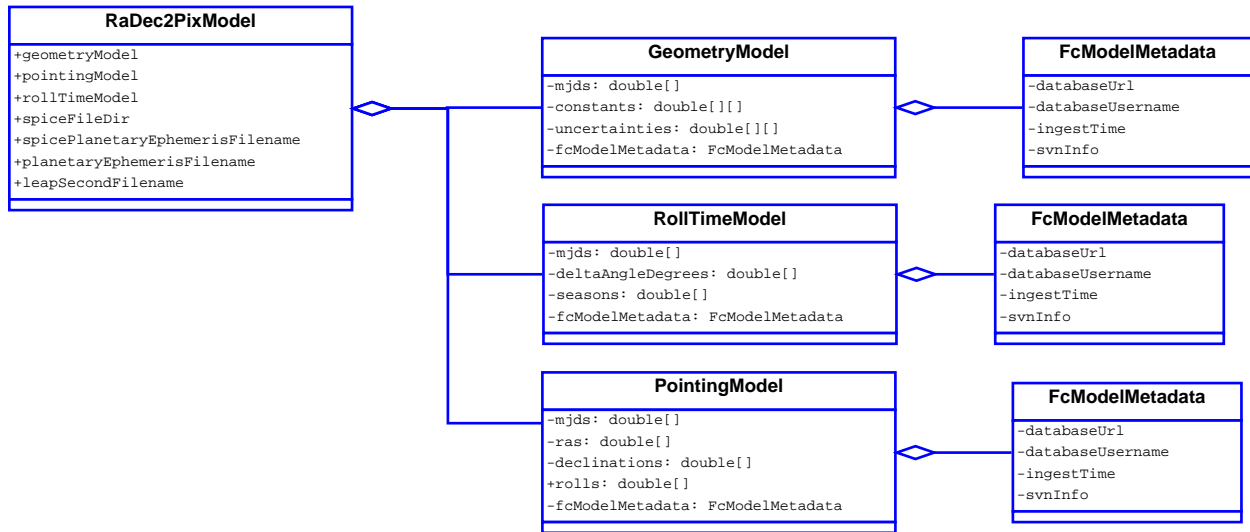 RaDec2PixModel
+geometryModel
+pointingModel
+rollTimeModel
+spiceFileDir
+spicePlanetaryEphemerisFilename
+planetaryEphemerisFilename
+leapSecondFilename
GeometryModel
-mjds: double[]
-constants: double[][]
-uncertainties: double[][]
-fcModelMetadata: FcModelMetadata
FcModelMetadata
-databaseUrl
-databaseUsername
-ingestTime
-svnInfo
RollTimeModel
-mjds: double[]
-deltaAngleDegrees: double[]
-seasons: double[]
-fcModelMetadata: FcModelMetadata
FcModelMetadata
-databaseUrl
-databaseUsername
-ingestTime
-svnInfo
PointingModel
-mjds: double[]
-ras: double[]
-declinations: double[]
+rolls: double[]
-fcModelMetadata: FcModelMetadata
FcModelMetadata
-databaseUrl
-databaseUsername
-ingestTime
-svnInfo